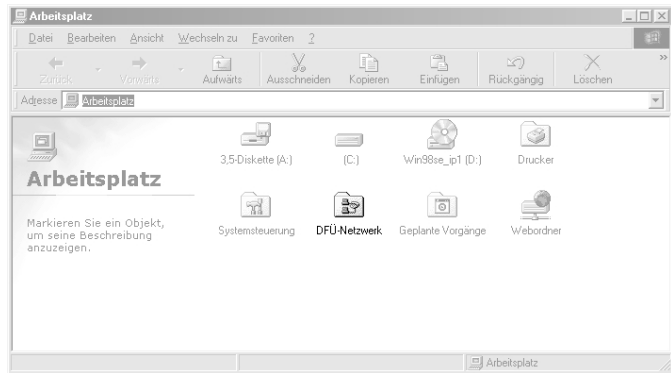 Arbeitsplatz
Datei Bearbeiten Ansicht Wechseln zu Favoriten ?
Zurück Vorwärts Aufwärts Ausschneiden Kopieren Einfügen Rückgängig Löschen »
Adresse Arbeitsplatz
3,5-Diskette (A:) (C:) Win98se_ip1 (D:) Drucker
Arbeitsplatz
Systemsteuerung DFÜ-Netzwerk Geplante Vorgänge Webordner
Markieren Sie ein Objekt,
um seine Beschreibung
anzuzeigen.
Arbeitsplatz